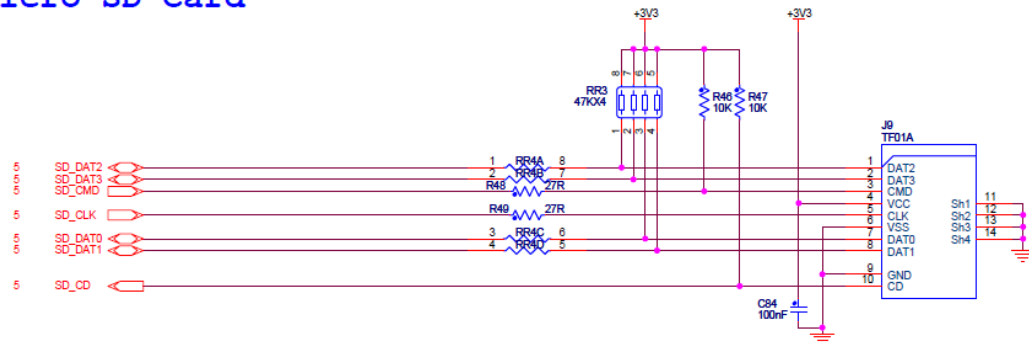 icro SD Card
+3V3
+3V3
8 7 6 5
RR3
47KX4
R46
10K
R47
10K
1 2 3 4
J9
TF01A
5 SD_DAT2 1 RR4A 8 1 DAT2
5 SD_DAT3 2 RR4B 7 2 DAT3
5 SD_CMD R48 27R 3 CMD
4 VCC
5 SD_CLK R49 27R 5 CLK
6 VSS
5 SD_DAT0 3 RR4C 6 7 DAT0
5 SD_DAT1 4 RR4D 5 8 DAT1
Sh1 11
Sh2 12
Sh3 13
Sh4 14
9 GND
5 SD_CD 10 CD
C84
100nF